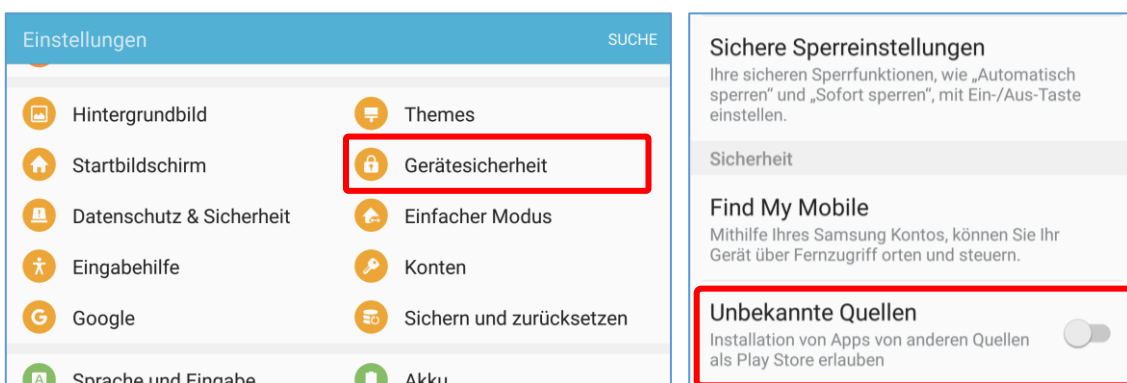 Einstellungen SUCHE
Hintergrundbild Themes
Startbildschirm Gerätesicherheit
Datenschutz & Sicherheit Einfacher Modus
Eingabehilfe Konten
Google Sichern und zurücksetzen
Sprache und Eingabe Akku
Sichere Sperreinstellungen
Ihre sicheren Sperrfunktionen, wie „Automatisch
sperren“ und „Sofort sperren“, mit Ein-/Aus-Taste
einstellen.
Sicherheit
Find My Mobile
Mithilfe Ihres Samsung Kontos, können Sie Ihr
Gerät über Fernzugriff orten und steuern.
Unbekannte Quellen
Installation von Apps von anderen Quellen
als Play Store erlauben